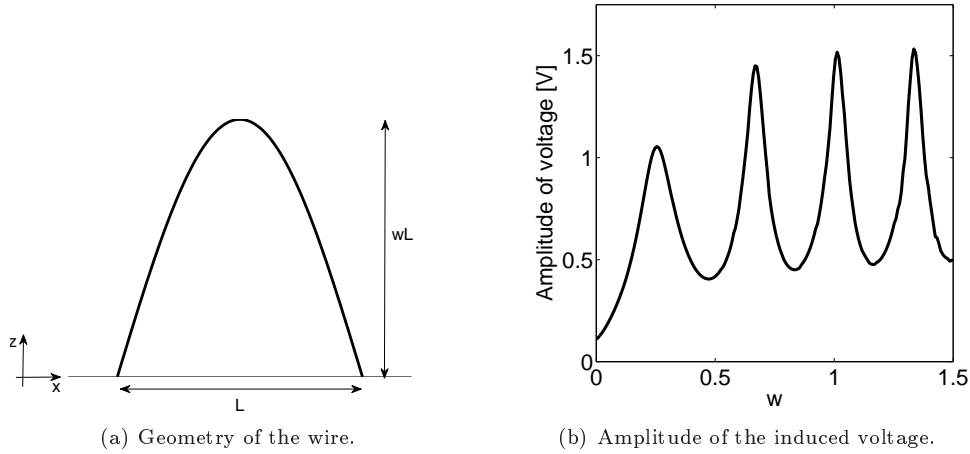 z
x
wL
L
(a) Geometry of the wire.
Amplitude of voltage [V]
1.5
1
0.5
0
0 0.5 1 1.5
w
(b) Amplitude of the induced voltage.